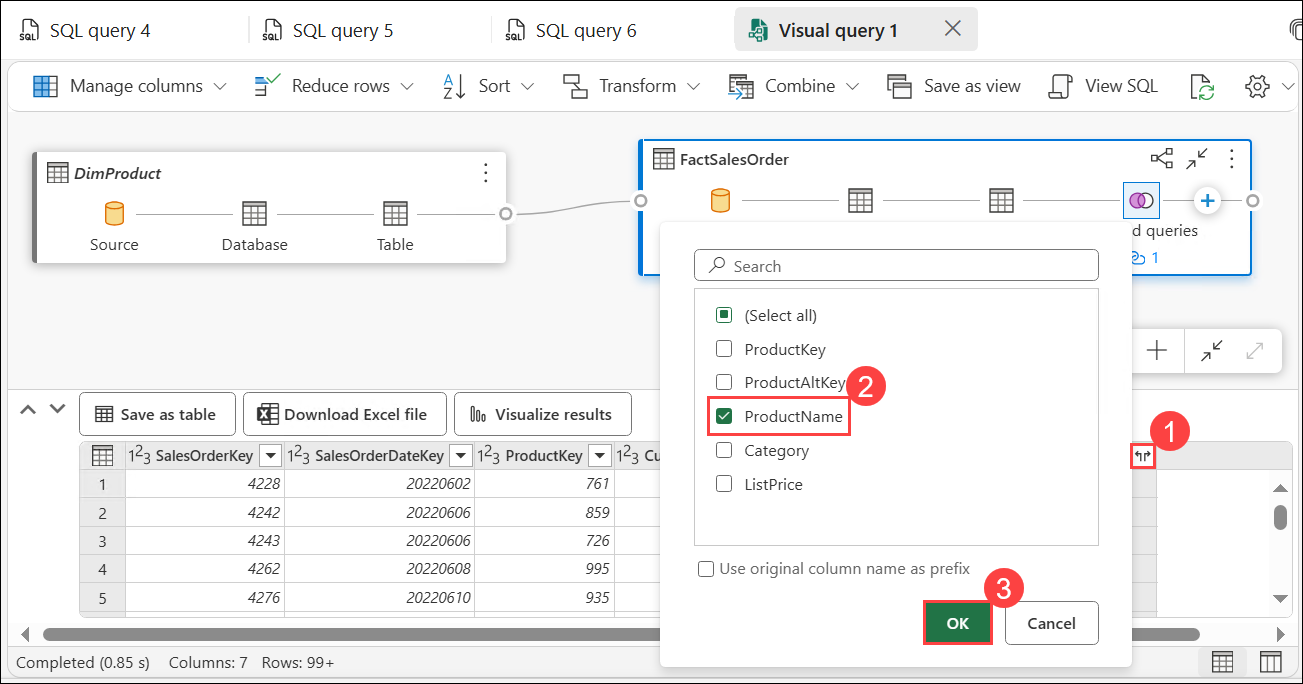 SQL query 4
SQL query 5
SQL query 6
Visual query 1
Manage columns
Reduce rows
Sort
Transform
Combine
Save as view
View SQL
DimProduct
Source
Database
Table
FactSalesOrder
d queries
1
Search
(Select all)
ProductKey
ProductAltKey
ProductName
Category
ListPrice
2
1
Use original column name as prefix
3
OK
Cancel
Save as table
Download Excel file
Visualize results
123 SalesOrderKey 123 SalesOrderDateKey 123 ProductKey 123 Cu
1 4228 20220602 761
2 4242 20220606 859
3 4243 20220606 726
4 4262 20220608 995
5 4276 20220610 935
Completed (0.85 s) Columns: 7 Rows: 99+